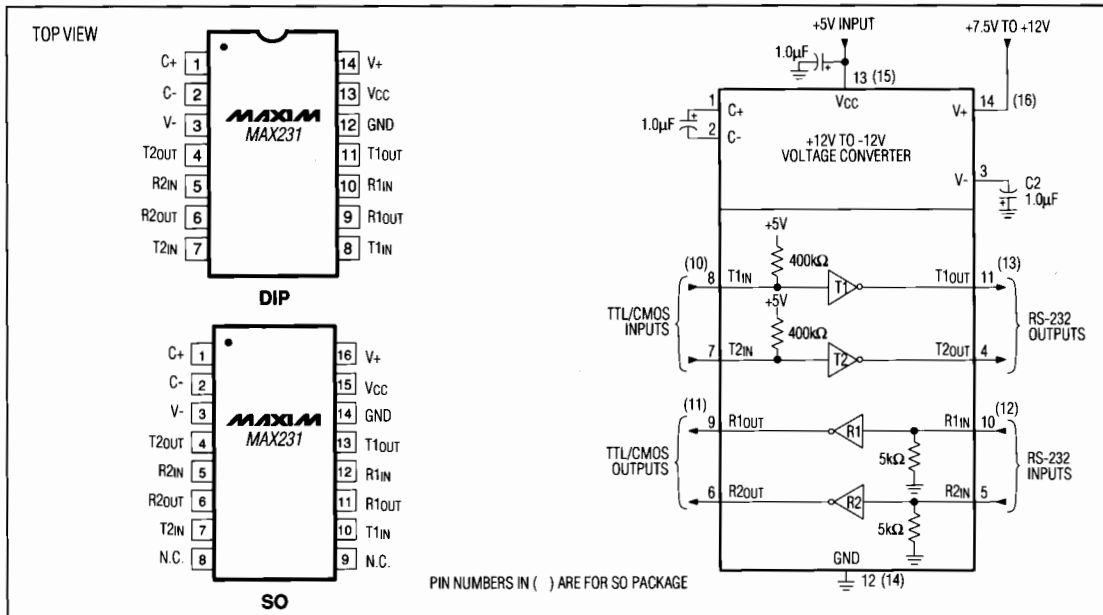 TOP VIEW
C+ 1
C- 2
V- 3
T2OUT 4
R2IN 5
R2OUT 6
T2IN 7
MAXIM
MAX231
14 V+
13 VCC
12 GND
11 T1OUT
10 R1IN
9 R1OUT
8 T1IN
DIP
C+ 1
C- 2
V- 3
T2OUT 4
R2IN 5
R2OUT 6
T2IN 7
N.C. 8
MAXIM
MAX231
16 V+
15 VCC
14 GND
13 T1OUT
12 R1IN
11 R1OUT
10 T1IN
9 N.C.
SO
+5V INPUT
+7.5V TO +12V
1.0µF
+
13 (15)
VCC
1 C+
2 C-
1.0µF
+
+12V TO -12V
VOLTAGE CONVERTER
V+ 14 (16)
V- 3
C2
1.0µF
+
+5V
400kΩ
(10)
8 T1IN
T1
T1OUT 11 (13)
TTL/CMOS
INPUTS
+5V
400kΩ
7 T2IN
T2
T2OUT 4
RS-232
OUTPUTS
(11)
9 R1OUT
R1
R1IN 10 (12)
5kΩ
TTL/CMOS
OUTPUTS
6 R2OUT
R2
R2IN 5
5kΩ
RS-232
INPUTS
GND
12 (14)
PIN NUMBERS IN ( ) ARE FOR SO PACKAGE